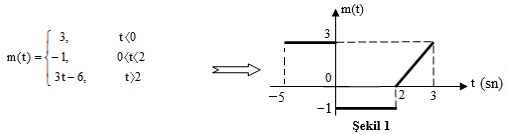 m(t) = { 3, t<0
-1, 0<t<2
3t-6, t>2
m(t)
3
0
t (sn)
-5
2
3
-1
Şekil 1